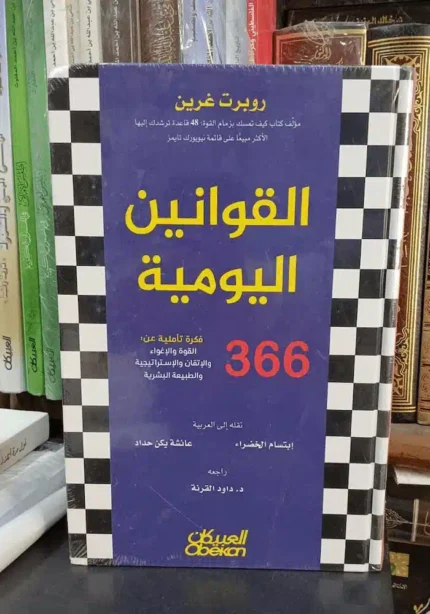 روبرت غرين
مؤلف كتاب كيف تمسك بزمام القوة: 48 قاعدة ترشدك إليها
الأكثر مبيعًا على قائمة نيويورك تايمز
القوانين
اليومية
366
فكرة تأملية عن:
القوة والإغواء
والإتقان والإستراتيجية
والطبيعة البشرية
نقله إلى العربية
إبتسام الخضراء
عائشة يكن حداد
راجعه
د. داود القرنة
العبيكان
Obekan